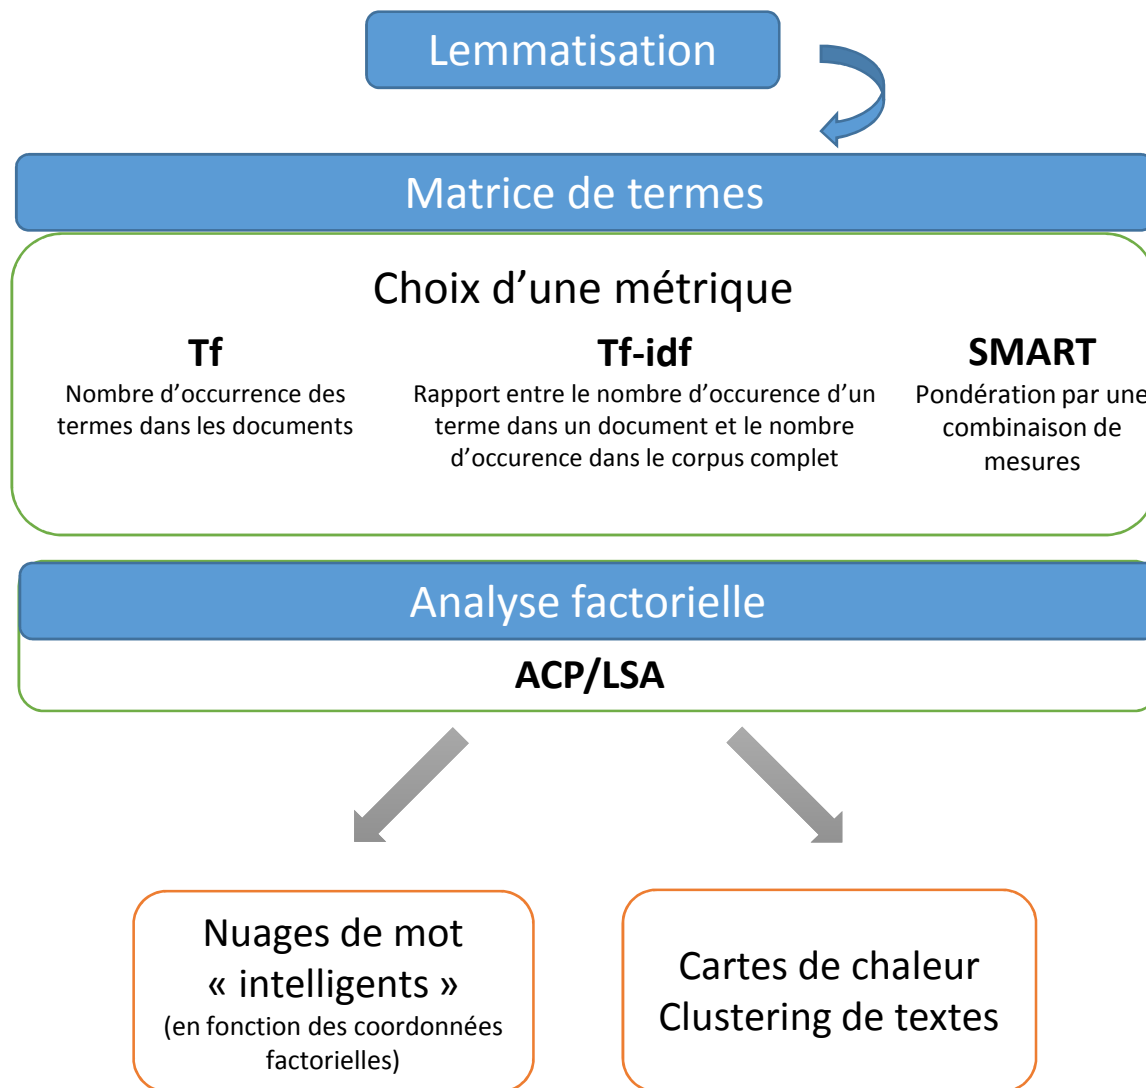 Lemmatisation
Matrice de termes
Choix d’une métrique
Tf
Nombre d’occurrence des
termes dans les documents
Tf-idf
Rapport entre le nombre d’occurence d’un
terme dans un document et le nombre
d’occurence dans le corpus complet
SMART
Pondération par une
combinaison de
mesures
Analyse factorielle
ACP/LSA
Nuages de mot
« intelligents »
(en fonction des coordonnées
factorielles)
Cartes de chaleur
Clustering de textes